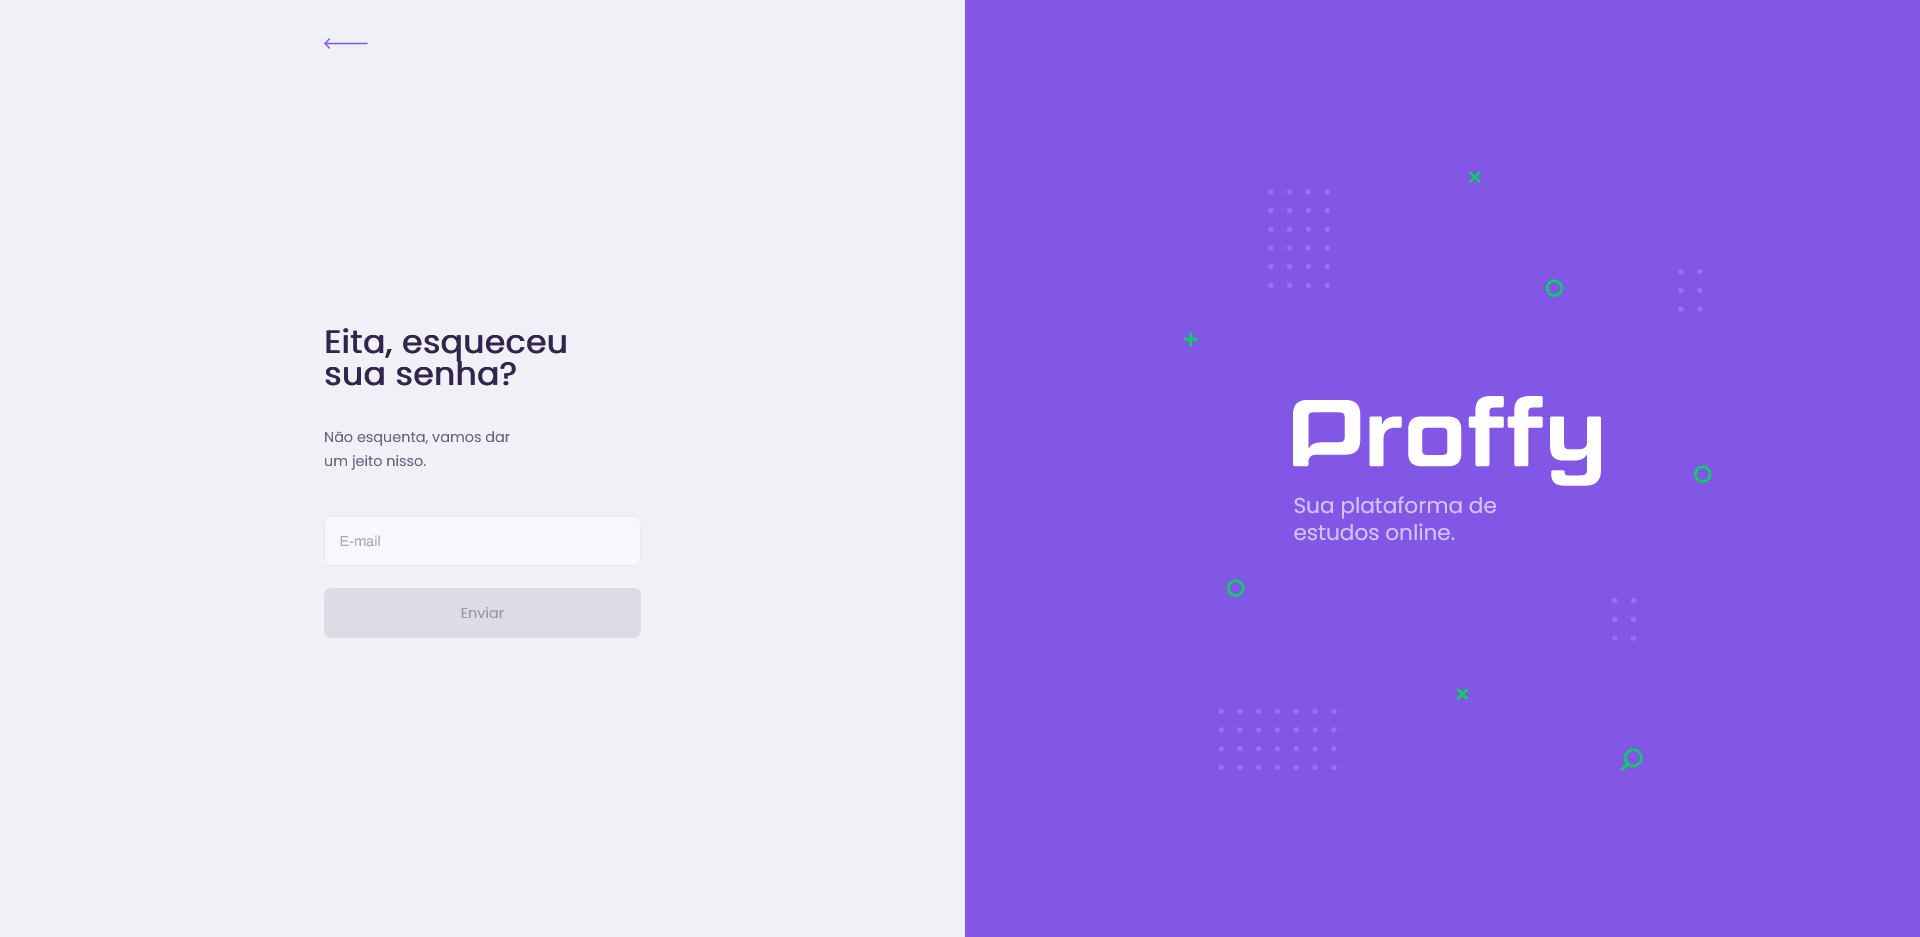 Eita, esqueceu
sua senha?
Não esquenta, vamos dar
um jeito nisso.
E-mail
Enviar
Proffy
Sua plataforma de
estudos online.